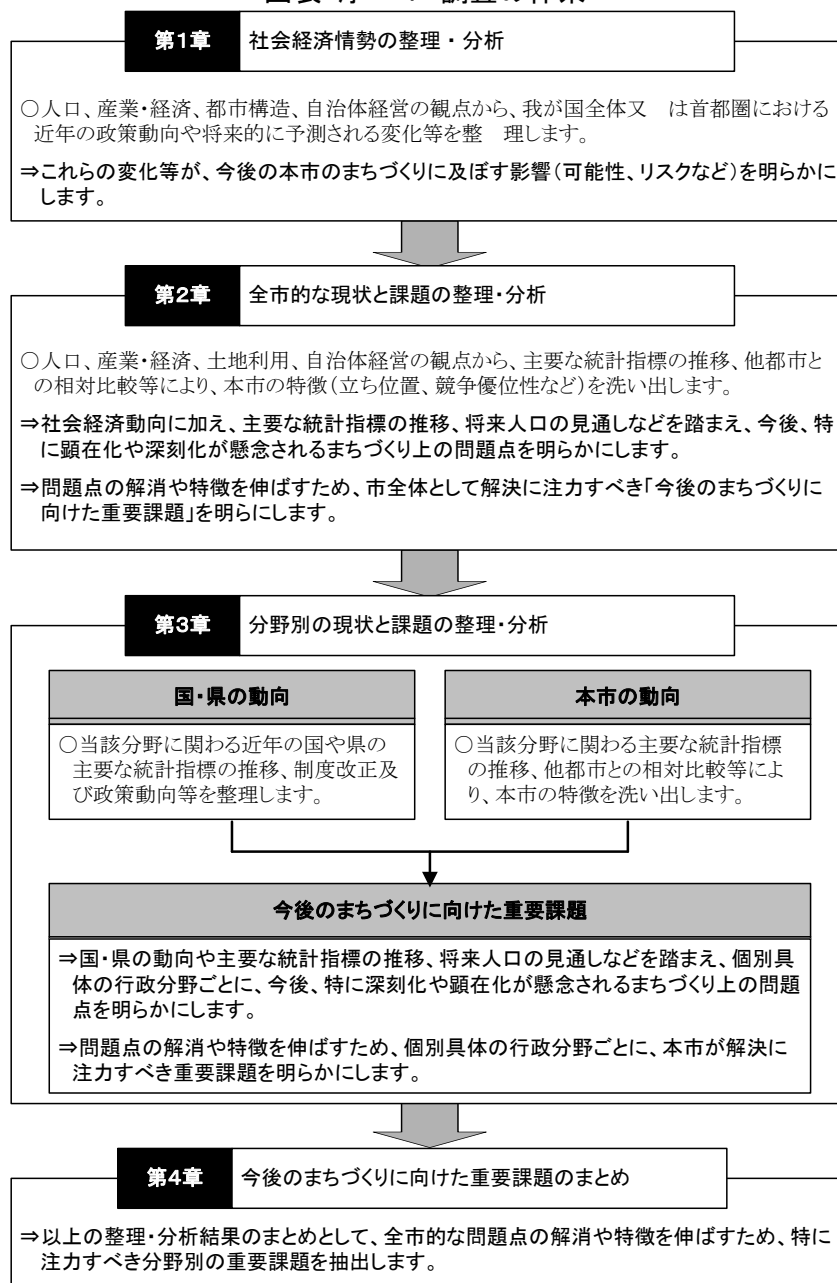 調査の体系
第1章 社会経済情勢の整理・分析
○人口、産業・経済、都市構造、自治体経営の観点から、我が国全体又　は首都圏における
近年の政策動向や将来的に予測される変化等を整　理します。
⇒これらの変化等が、今後の本市のまちづくりに及ぼす影響(可能性、リスクなど)を明らかに
します。
第2章 全市的な現状と課題の整理・分析
○人口、産業・経済、土地利用、自治体経営の観点から、主要な統計指標の推移、他都市と
の相対比較等により、本市の特徴(立ち位置、競争優位性など)を洗い出します。
⇒社会経済動向に加え、主要な統計指標の推移、将来人口の見通しなどを踏まえ、今後、特
に顕在化や深刻化が懸念されるまちづくり上の問題点を明らかにします。
⇒問題点の解消や特徴を伸ばすため、市全体として解決に注力すべき「今後のまちづくりに
向けた重要課題」を明らにします。
第3章 分野別の現状と課題の整理・分析
国・県の動向
○当該分野に関わる近年の国や県の
主要な統計指標の推移、制度改正及
び政策動向等を整理します。
本市の動向
○当該分野に関わる主要な統計指標
の推移、他都市との相対比較等によ
り、本市の特徴を洗い出します。
今後のまちづくりに向けた重要課題
⇒国・県の動向や主要な統計指標の推移、将来人口の見通しなどを踏まえ、個別具
体の行政分野ごとに、今後、特に深刻化や顕在化が懸念されるまちづくり上の問題
点を明らかにします。
⇒問題点の解消や特徴を伸ばすため、個別具体の行政分野ごとに、本市が解決に
注力すべき重要課題を明らかにします。
第4章 今後のまちづくりに向けた重要課題のまとめ
⇒以上の整理・分析結果のまとめとして、全市的な問題点の解消や特徴を伸ばすため、特に
注力すべき分野別の重要課題を抽出します。